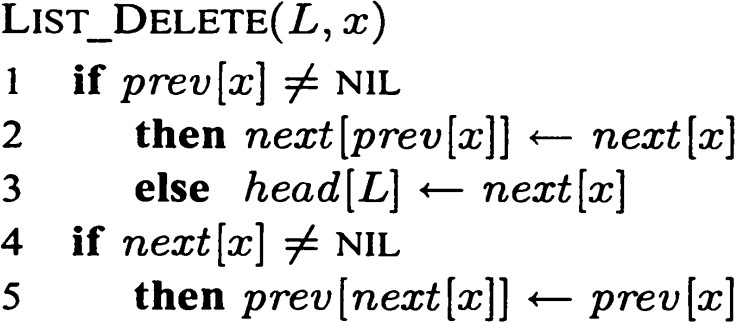 LIST_DELETE(L, x)
1 if prev[x] ≠ NIL
2 then next[prev[x]] ← next[x]
3 else head[L] ← next[x]
4 if next[x] ≠ NIL
5 then prev[next[x]] ← prev[x]